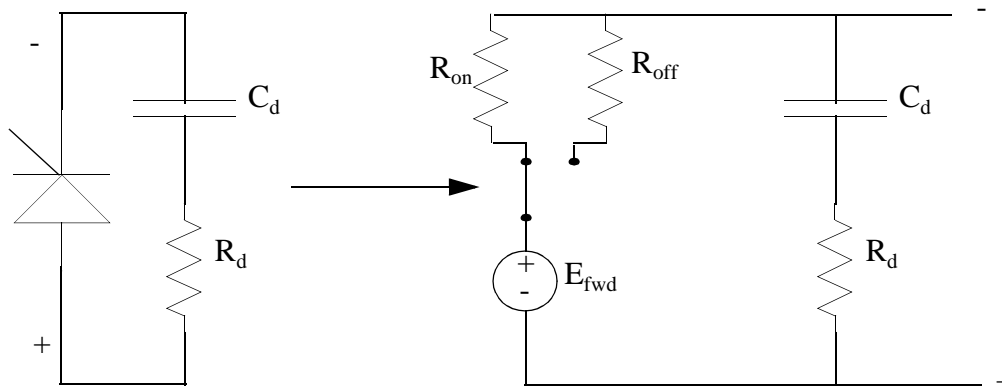 -
C_d
R_d
+
-
R_on
R_off
C_d
+
-
E_fwd
R_d
+